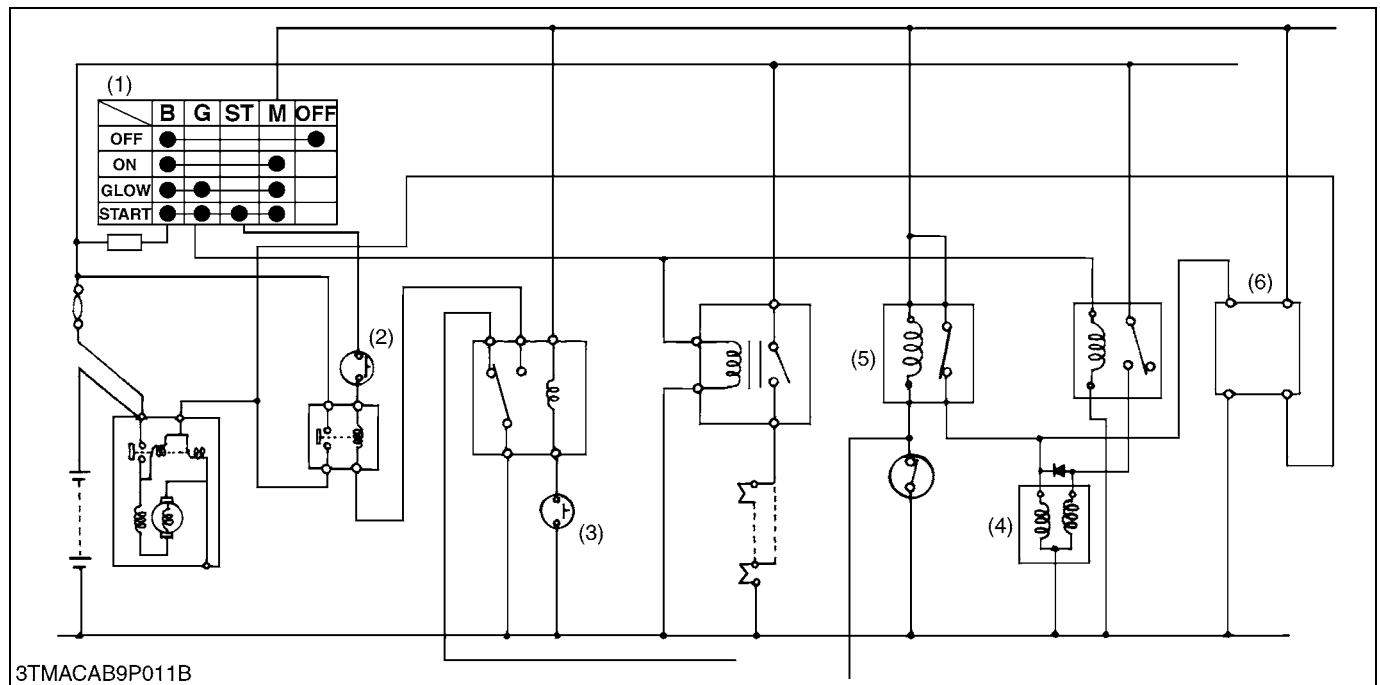 (1)
B G ST M OFF
OFF
ON
GLOW
START
(2)
(3)
(5)
(4)
(6)
3TMACAB9P011B